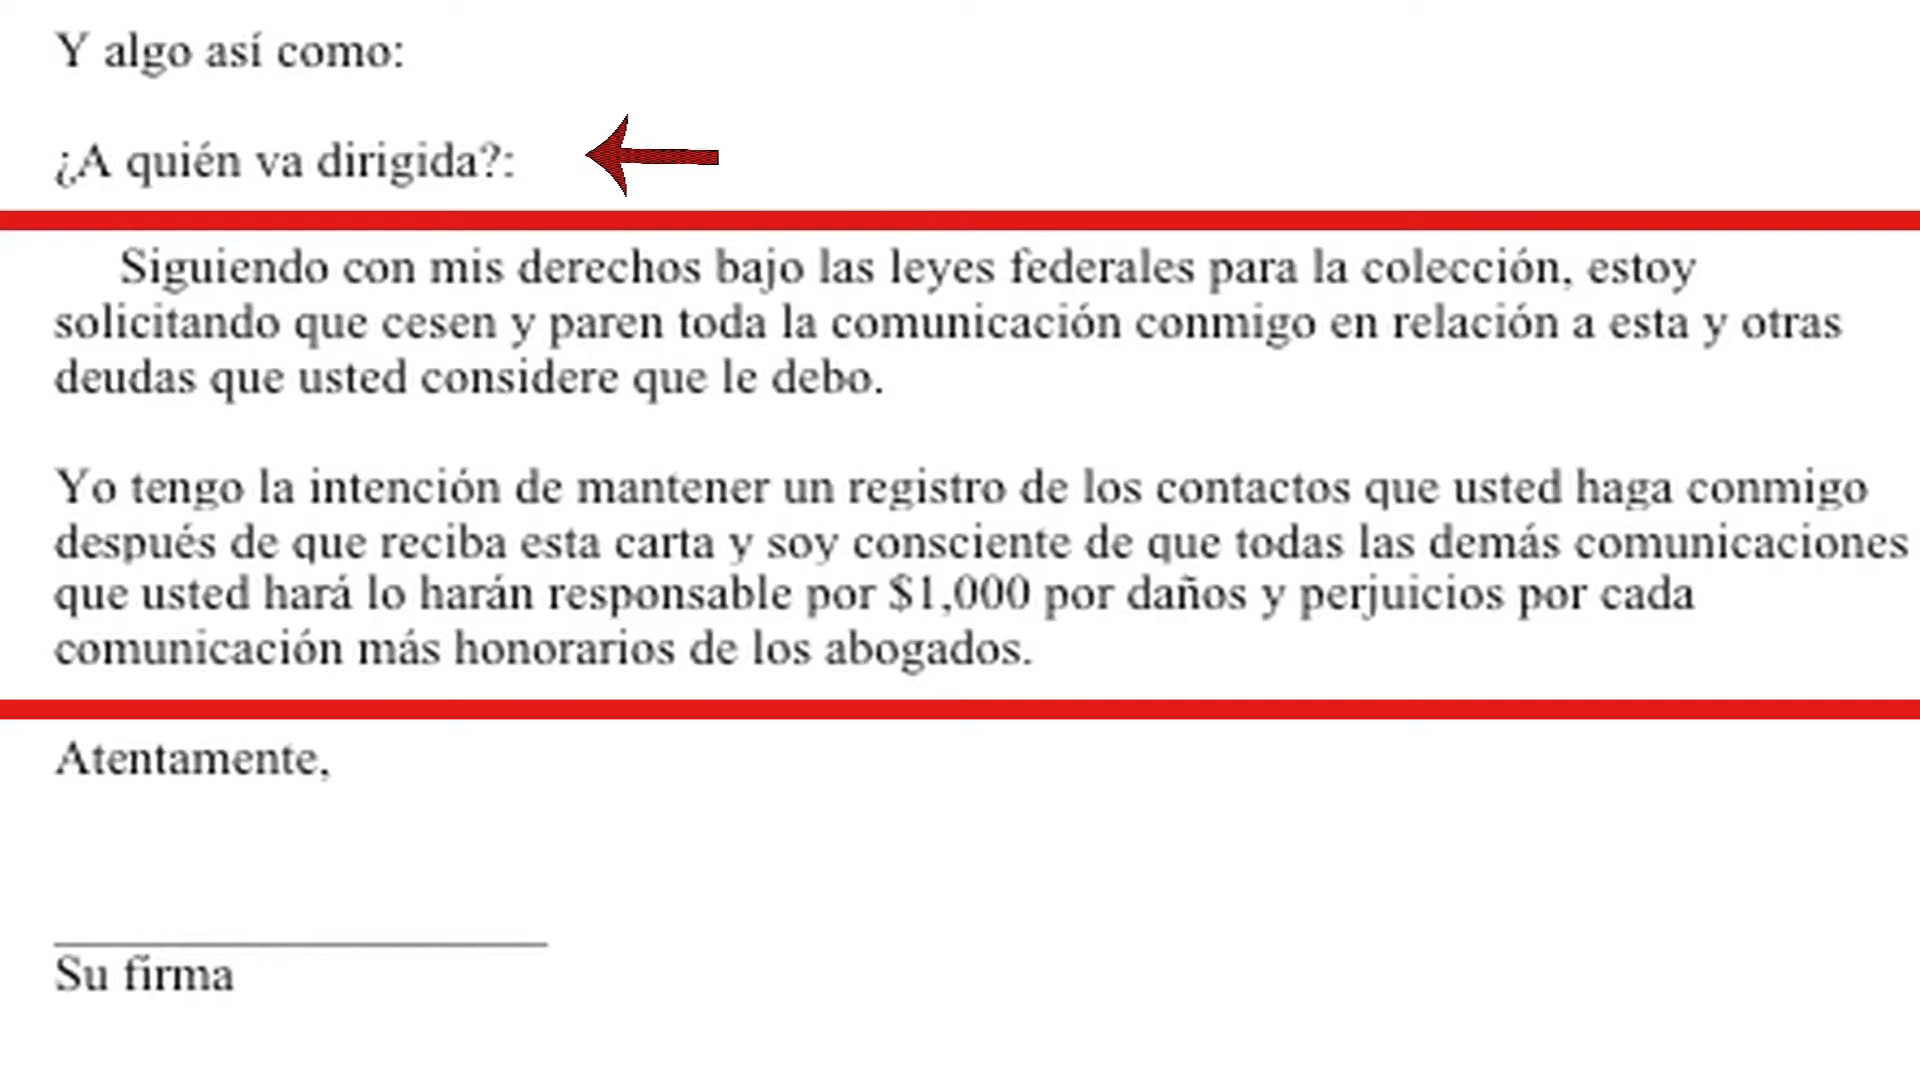 Y algo así como:
¿A quién va dirigida?:
Siguiendo con mis derechos bajo las leyes federales para la colección, estoy
solicitando que cesen y paren toda la comunicación conmigo en relación a esta y otras
deudas que usted considere que le debo.
Yo tengo la intención de mantener un registro de los contactos que usted haga conmigo
después de que reciba esta carta y soy consciente de que todas las demás comunicaciones
que usted hará lo harán responsable por $1,000 por daños y perjuicios por cada
comunicación más honorarios de los abogados.
Atentamente,
Su firma